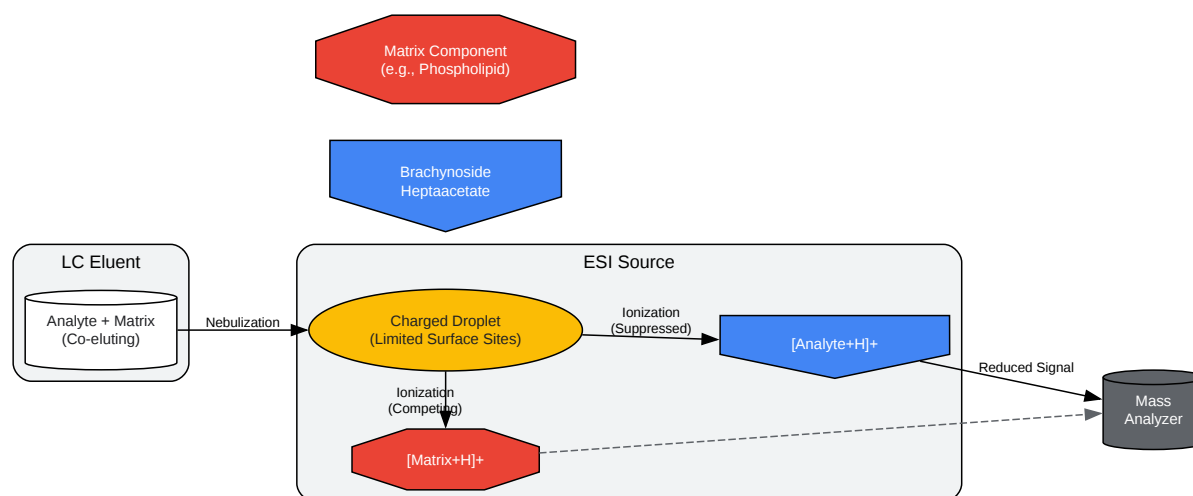 Matrix Component
(e.g., Phospholipid)
Brachynoside
Heptaacetate
LC Eluent
ESI Source
Analyte + Matrix
(Co-eluting)
Nebulization
Charged Droplet
(Limited Surface Sites)
Ionization
(Suppressed)
[Analyte+H]+
Reduced Signal
Mass
Analyzer
Ionization
(Competing)
[Matrix+H]+